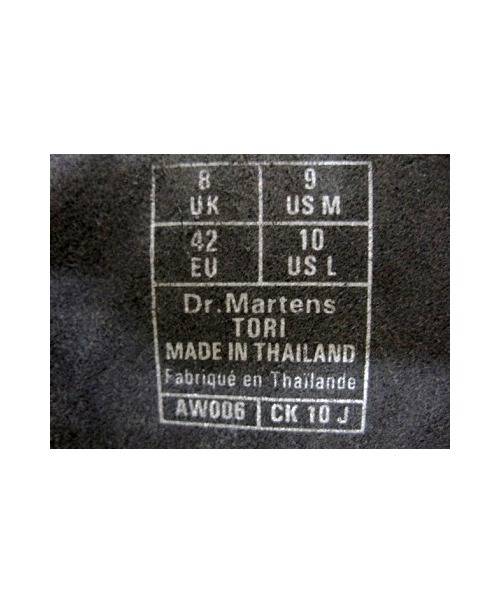 8 9
UK US M
42 10
EU US L
Dr.Martens
TORI
MADE IN THAILAND
Fabriqué en Thaïlande
AW006 CK 10 J